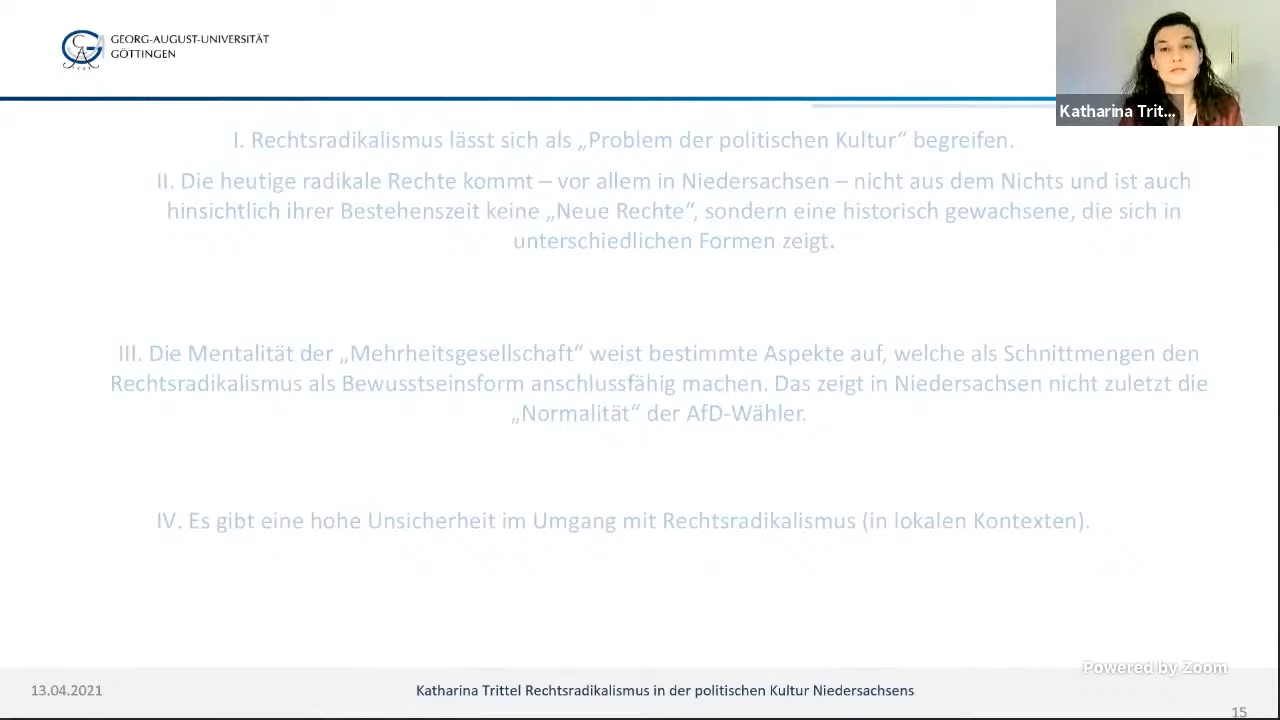 GEORG-AUGUST-UNIVERSITÄT
GÖTTINGEN
Katharina Trit...
I. Rechtsradikalismus lässt sich als „Problem der politischen Kultur“ begreifen.
II. Die heutige radikale Rechte kommt – vor allem in Niedersachsen – nicht aus dem Nichts und ist auch
hinsichtlich ihrer Bestehenszeit keine „Neue Rechte“, sondern eine historisch gewachsene, die sich in
unterschiedlichen Formen zeigt.
III. Die Mentalität der „Mehrheitsgesellschaft“ weist bestimmte Aspekte auf, welche als Schnittmengen den
Rechtsradikalismus als Bewusstseinsform anschlussfähig machen. Das zeigt in Niedersachsen nicht zuletzt die
„Normalität“ der AfD-Wähler.
IV. Es gibt eine hohe Unsicherheit im Umgang mit Rechtsradikalismus (in lokalen Kontexten).
Powered by Zoom
13.04.2021
Katharina Trittel Rechtsradikalismus in der politischen Kultur Niedersachsens
15